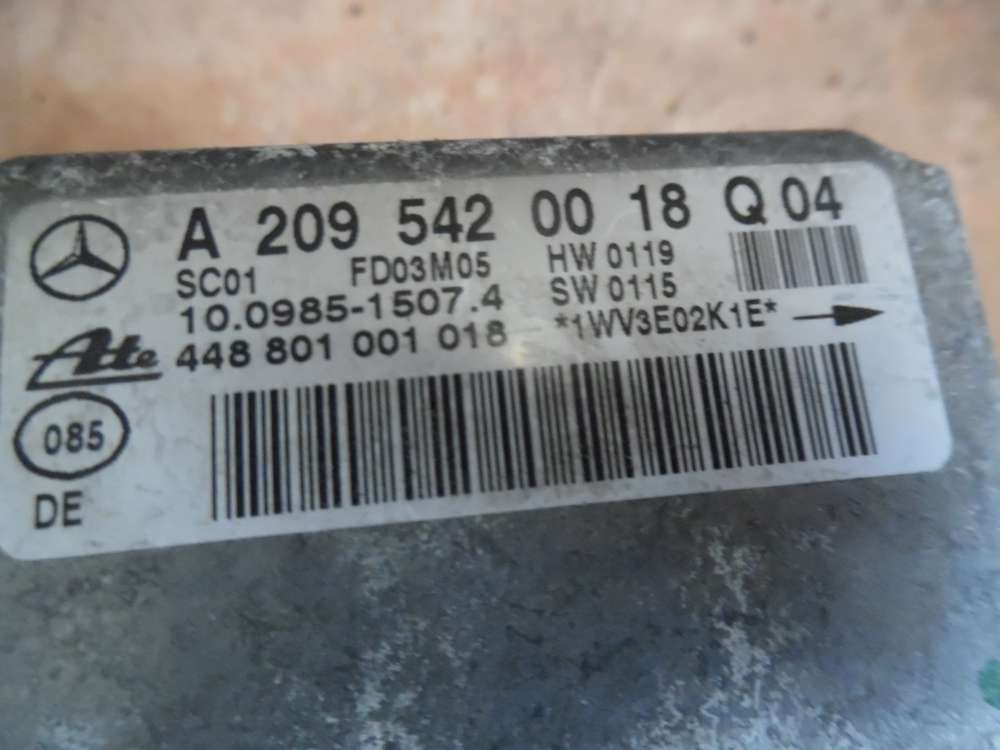 A 209 542 00 18 Q 04
SC01 FD03M05 HW 0119
10.0985-1507.4 SW 0115
448 801 001 018 *1WV3E02K1E*
Ate
085
DE